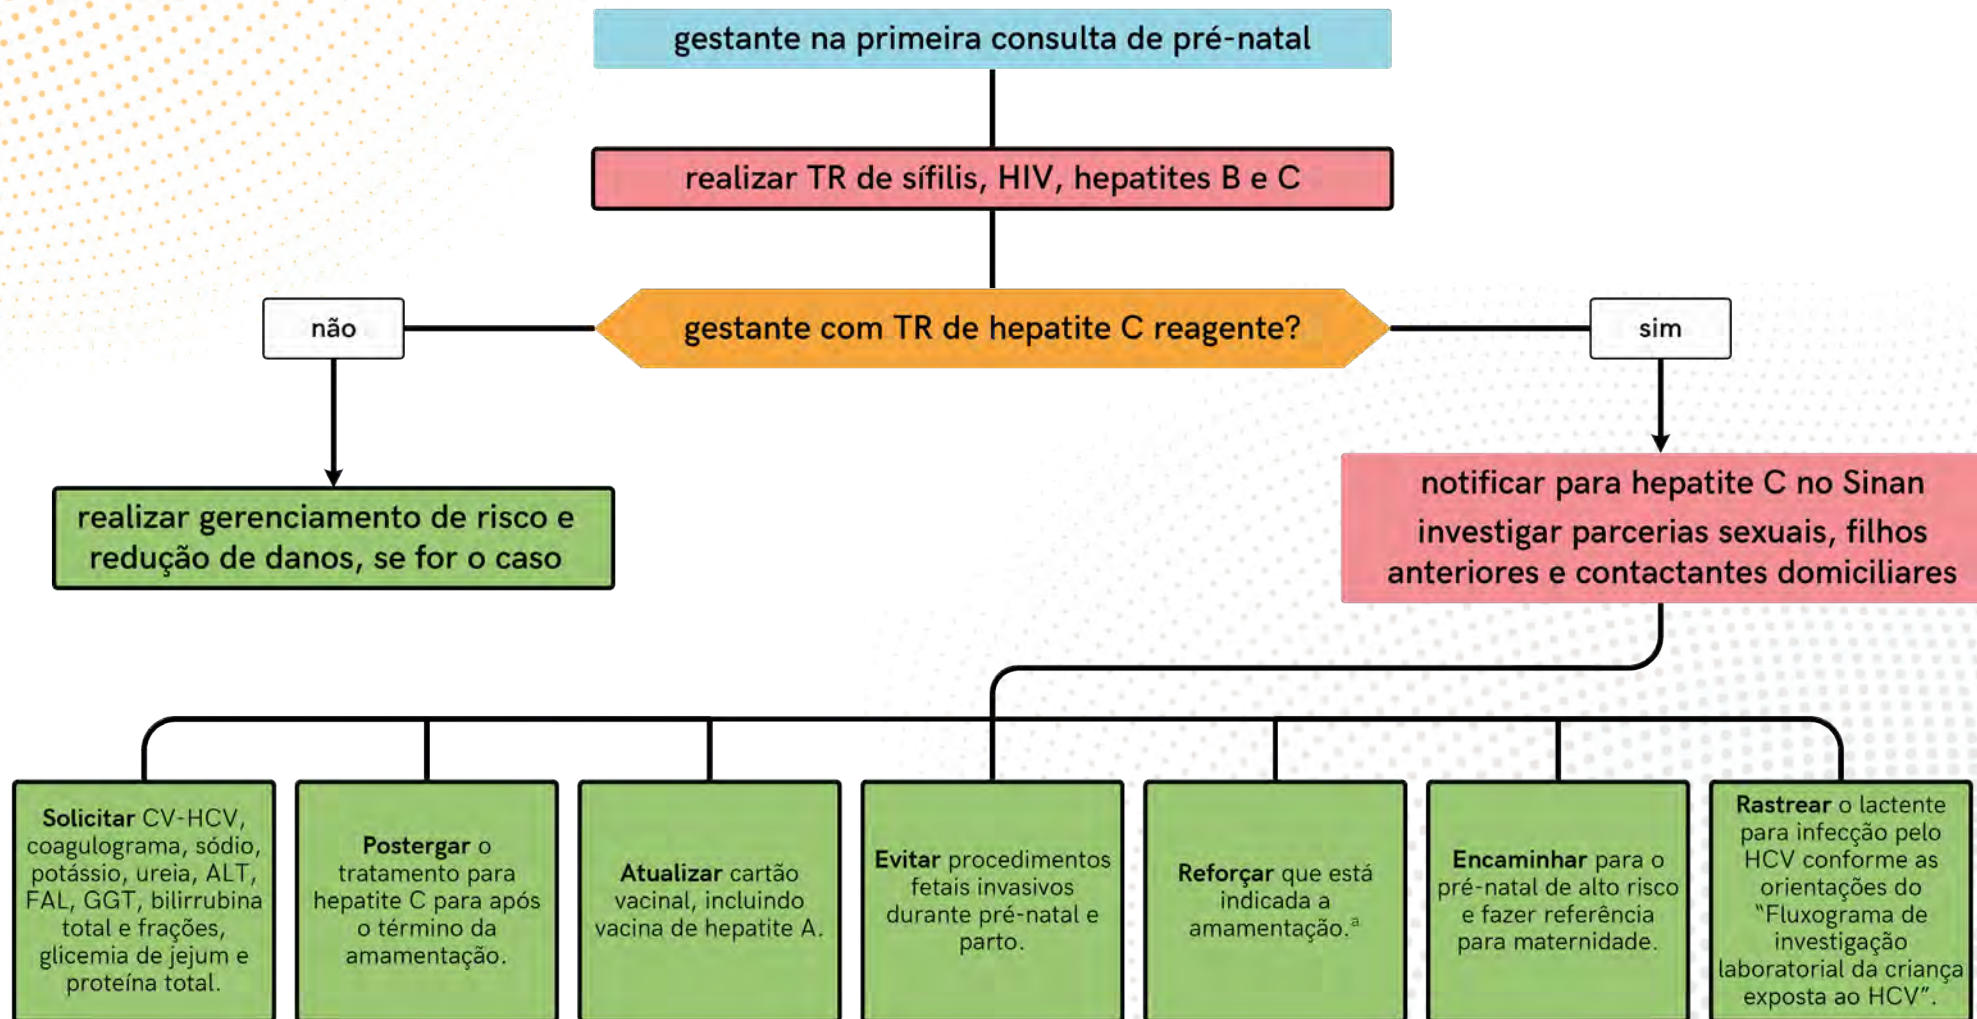 gestante na primeira consulta de pré-natal
realizar TR de sífilis, HIV, hepatites B e C
gestante com TR de hepatite C reagente?
não
sim
realizar gerenciamento de risco e
redução de danos, se for o caso
notificar para hepatite C no Sinan
investigar parcerias sexuais, filhos
anteriores e contactantes domiciliares
Solicitar CV-HCV,
coagulograma, sódio,
potássio, ureia, ALT,
FAL, GGT, bilirrubina
total e frações,
glicemia de jejum e
proteína total.
Postergar o
tratamento para
hepatite C para após
o término da
amamentação.
Atualizar cartão
vacinal, incluindo
vacina de hepatite A.
Evitar procedimentos
fetais invasivos
durante pré-natal e
parto.
Reforçar que está
indicada a
amamentação.ª
Encaminhar para o
pré-natal de alto risco
e fazer referência
para maternidade.
Rastrear o lactente
para infecção pelo
HCV conforme as
orientações do
“Fluxograma de
investigação
laboratorial da criança
exposta ao HCV”.